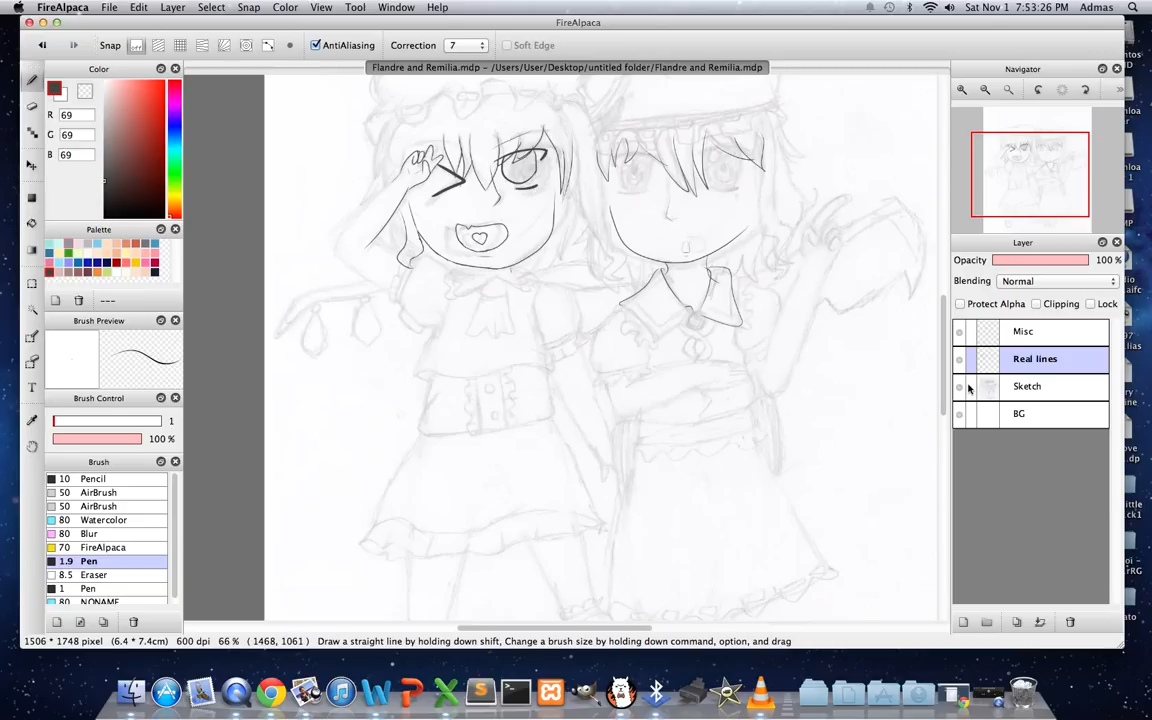 FireAlpaca File Edit Layer Select Snap Color View Tool Window Help Sat Nov 1 7:53:26 PM Admas
FireAlpaca
Snap AntiAliasing Correction 7 Soft Edge
Flandre and Remilia.mdp - /Users/User/Desktop/untitled folder/Flandre and Remilia.mdp
Color
R 69
G 69
B 69
Palette
---
Brush Preview
Brush Control
1
100 %
Brush
10 Pencil
50 AirBrush
50 AirBrush
80 Watercolor
80 Blur
70 FireAlpaca
1.9 Pen
8.5 Eraser
1 Pen
80 NONAME
Navigator
Layer
Opacity 100 %
Blending Normal
Protect Alpha Clipping Lock
Misc
Real lines
Sketch
BG
1506 * 1748 pixel (6.4 * 7.4cm) 600 dpi 66 % ( 1468, 1061 ) Draw a straight line by holding down shift, Change a brush size by holding down command, option, and drag